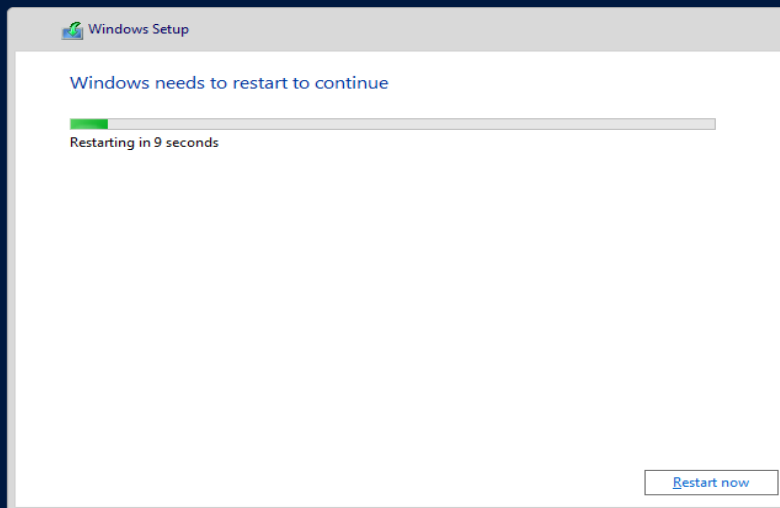 Windows Setup
Windows needs to restart to continue
Restarting in 9 seconds
Restart now